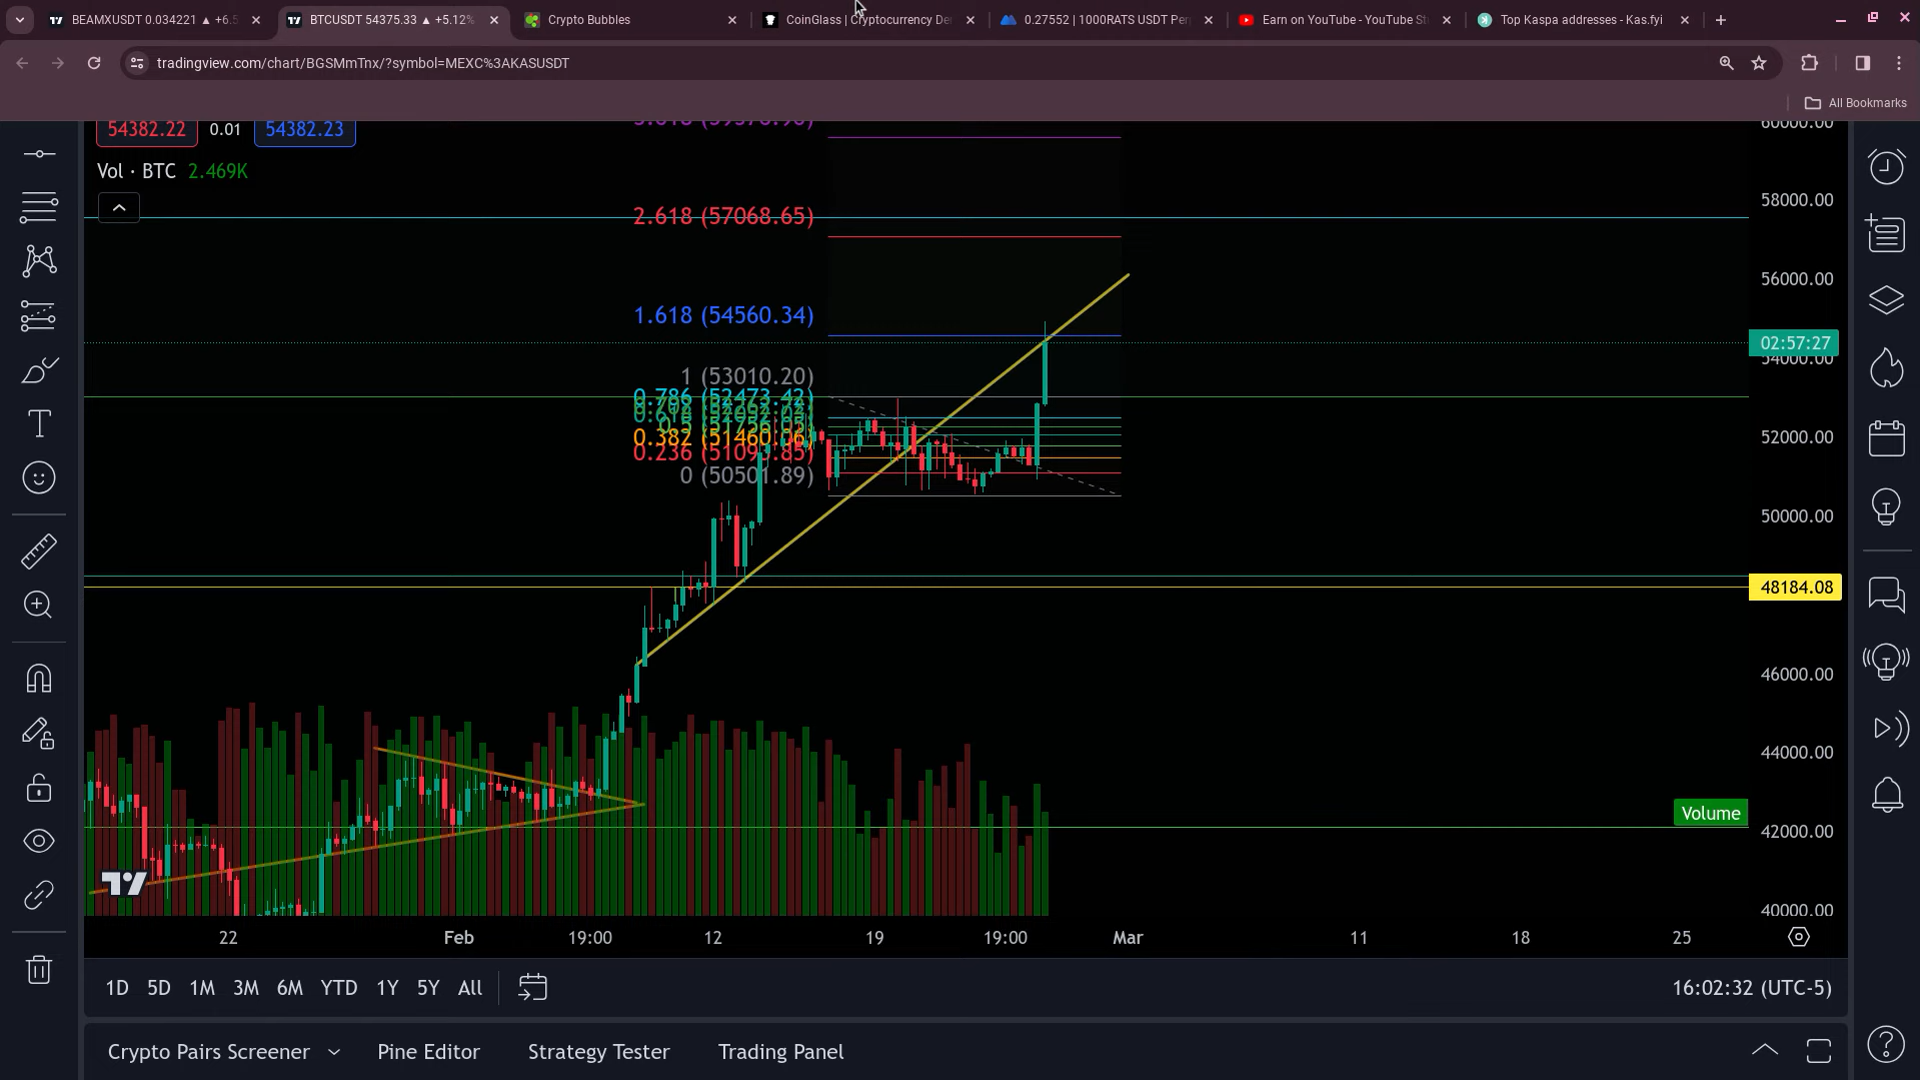 BEAMXUSDT 0.034221 ▲ +6.5
BTCUSDT 54375.33 ▲ +5.12%
Crypto Bubbles
CoinGlass | Cryptocurrency De
0.27552 | 1000RATS USDT Per
Earn on YouTube - YouTube St
Top Kaspa addresses - Kas.fyi
tradingview.com/chart/BGSMmTnx/?symbol=MEXC%3AKASUSDT
All Bookmarks
54382.22 0.01 54382.23
Vol · BTC 2.469K
60000.00
58000.00
2.618 (57068.65)
56000.00
1.618 (54560.34)
02:57:27
54000.00
1 (53010.20)
0.786 (52473.42)
52000.00
0.382 (51460.06)
0.236 (51093.85)
0 (50501.89)
50000.00
48184.08
46000.00
44000.00
Volume
42000.00
40000.00
22 Feb 19:00 12 19 19:00 Mar 11 18 25
1D 5D 1M 3M 6M YTD 1Y 5Y All
16:02:32 (UTC-5)
Crypto Pairs Screener Pine Editor Strategy Tester Trading Panel